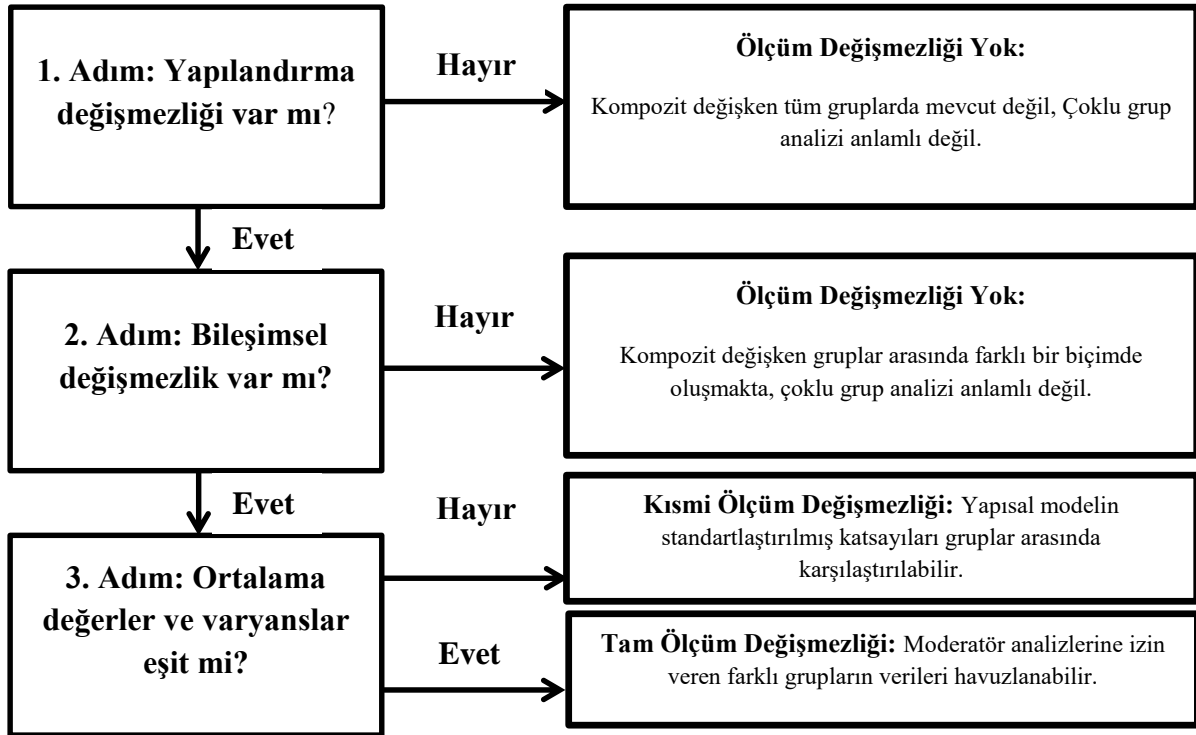 1. Adım: Yapılandırma
değişmezliği var mı?
Hayır
Ölçüm Değişmezliği Yok:
Kompozit değişken tüm gruplarda mevcut değil, Çoklu grup
analizi anlamlı değil.
Evet
2. Adım: Bileşimsel
değişmezlik var mı?
Hayır
Ölçüm Değişmezliği Yok:
Kompozit değişken gruplar arasında farklı bir biçimde
oluşmakta, çoklu grup analizi anlamlı değil.
Evet
3. Adım: Ortalama
değerler ve varyanslar
eşit mi?
Hayır
Kısmi Ölçüm Değişmezliği: Yapısal modelin
standartlaştırılmış katsayıları gruplar arasında
karşılaştırılabilir.
Evet
Tam Ölçüm Değişmezliği: Moderatör analizlerine izin
veren farklı grupların verileri havuzlanabilir.